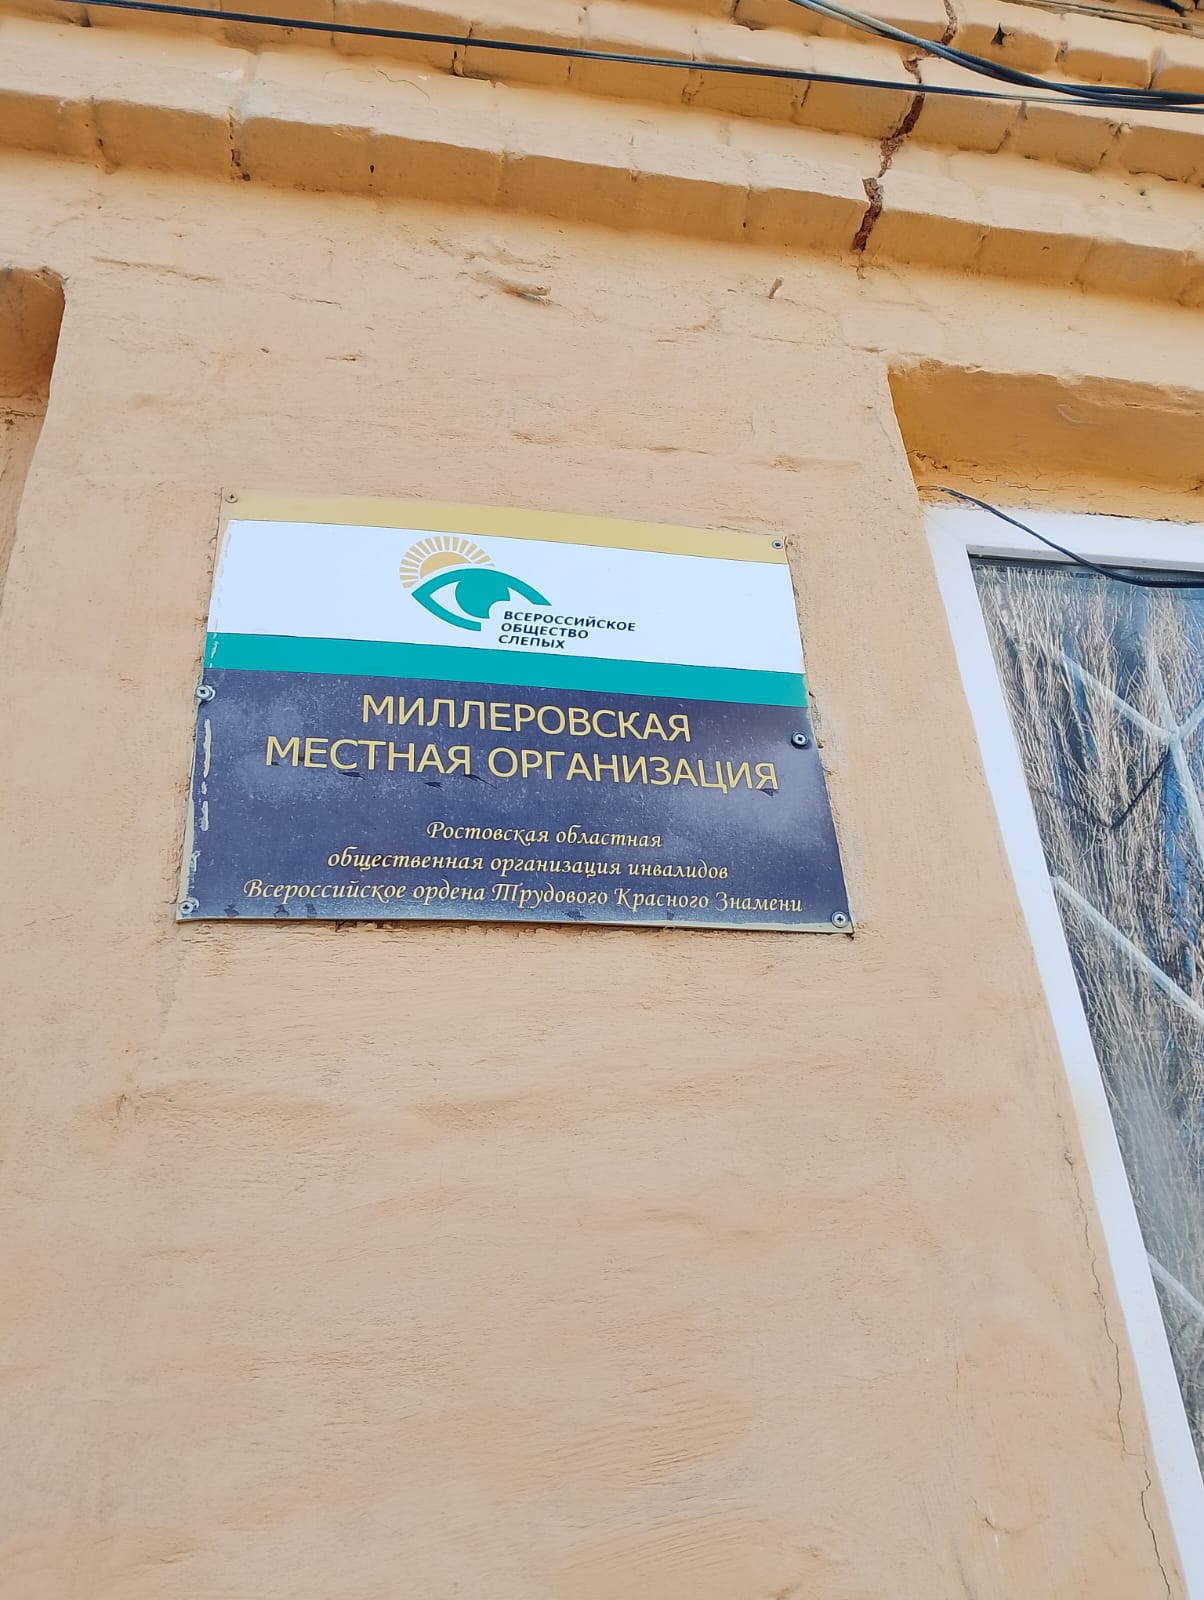 ВСЕРОССИЙСКОЕ
ОБЩЕСТВО
СЛЕПЫХ
МИЛЛЕРОВСКАЯ
МЕСТНАЯ ОРГАНИЗАЦИЯ
Ростовская областная
общественная организация инвалидов
Всероссийское ордена Трудового Красного Знамени